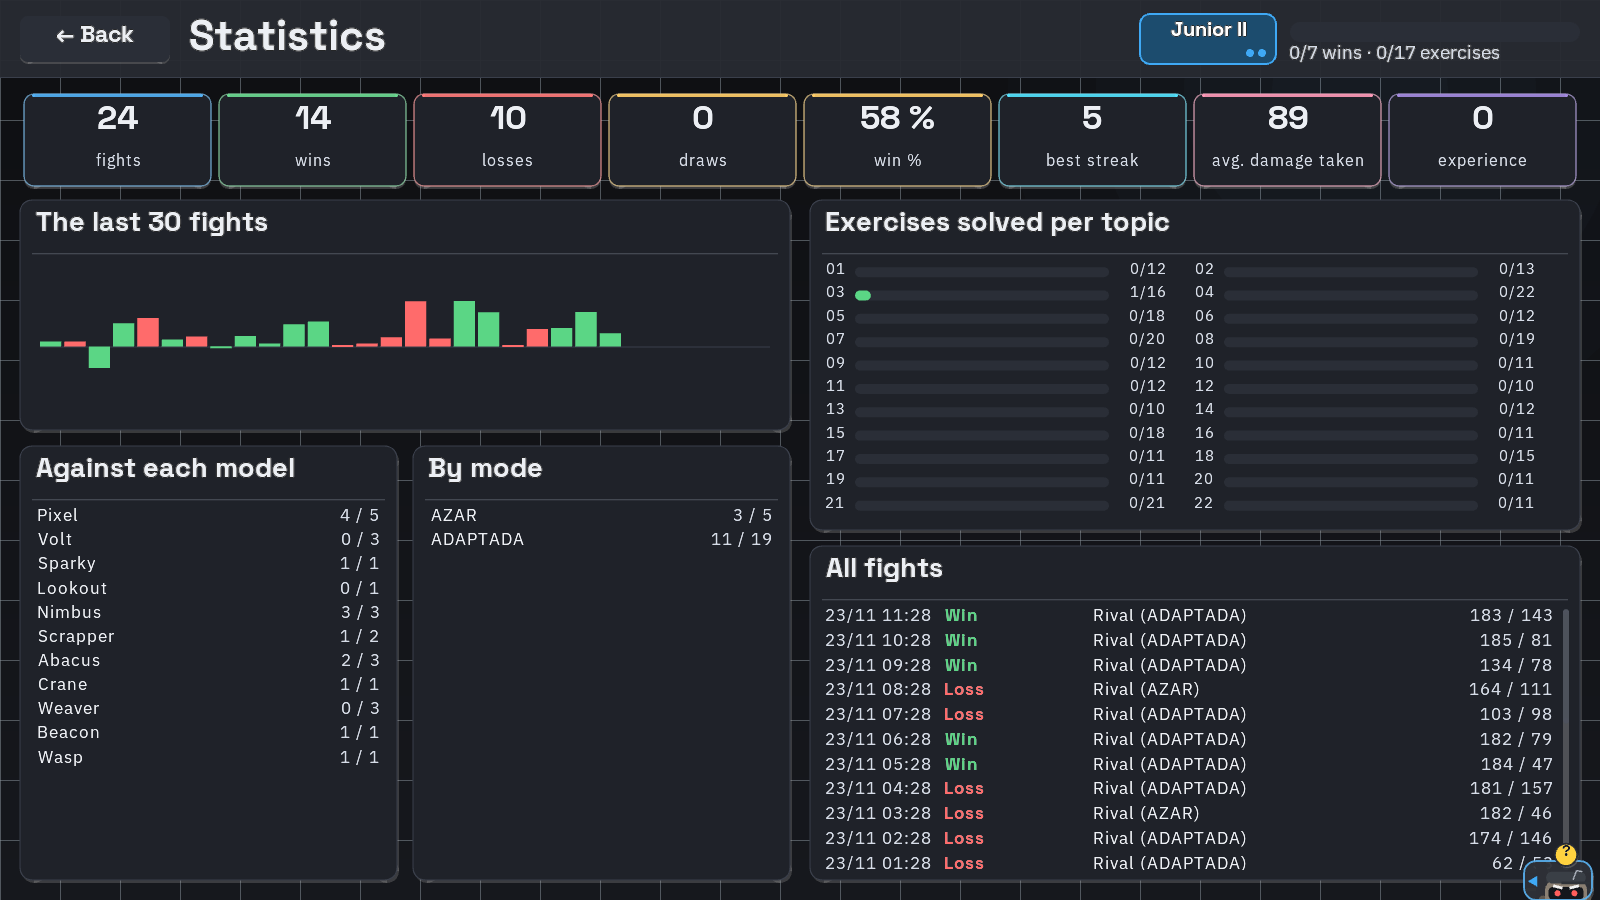 ← Back
Statistics
Junior II
0/7 wins · 0/17 exercises
24
fights
14
wins
10
losses
0
draws
58 %
win %
5
best streak
89
avg. damage taken
0
experience
The last 30 fights
Exercises solved per topic
01 0/12 02 0/13
03 1/16 04 0/22
05 0/18 06 0/12
07 0/20 08 0/19
09 0/12 10 0/11
11 0/12 12 0/10
13 0/10 14 0/12
15 0/18 16 0/11
17 0/11 18 0/15
19 0/11 20 0/11
21 0/21 22 0/11
Against each model
Pixel 4 / 5
Volt 0 / 3
Sparky 1 / 1
Lookout 0 / 1
Nimbus 3 / 3
Scrapper 1 / 2
Abacus 2 / 3
Crane 1 / 1
Weaver 0 / 3
Beacon 1 / 1
Wasp 1 / 1
By mode
AZAR 3 / 5
ADAPTADA 11 / 19
All fights
23/11 11:28 Win Rival (ADAPTADA) 183 / 143
23/11 10:28 Win Rival (ADAPTADA) 185 / 81
23/11 09:28 Win Rival (ADAPTADA) 134 / 78
23/11 08:28 Loss Rival (AZAR) 164 / 111
23/11 07:28 Loss Rival (ADAPTADA) 103 / 98
23/11 06:28 Win Rival (ADAPTADA) 182 / 79
23/11 05:28 Win Rival (ADAPTADA) 184 / 47
23/11 04:28 Loss Rival (ADAPTADA) 181 / 157
23/11 03:28 Loss Rival (AZAR) 182 / 46
23/11 02:28 Loss Rival (ADAPTADA) 174 / 146
23/11 01:28 Loss Rival (ADAPTADA) 62 /
?